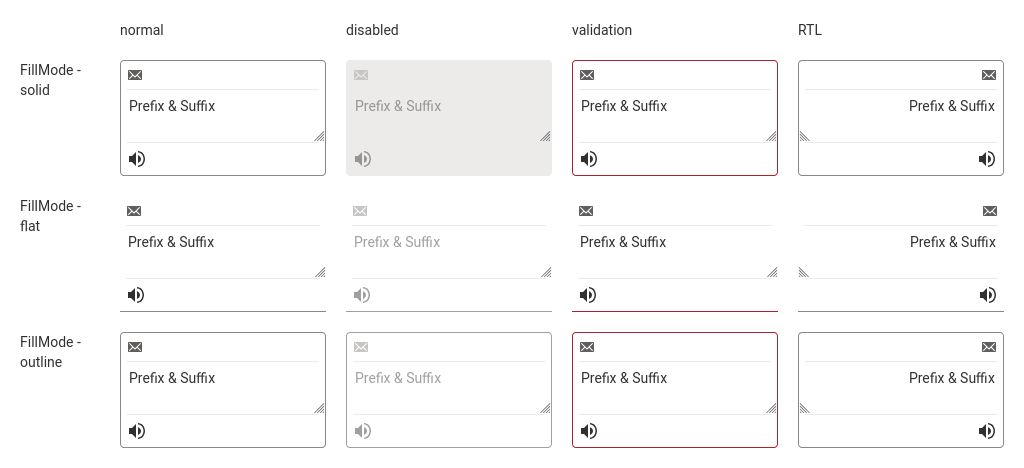 normal disabled validation RTL
FillMode -
solid
Prefix & Suffix Prefix & Suffix Prefix & Suffix Prefix & Suffix
FillMode -
flat
Prefix & Suffix Prefix & Suffix Prefix & Suffix Prefix & Suffix
FillMode -
outline
Prefix & Suffix Prefix & Suffix Prefix & Suffix Prefix & Suffix